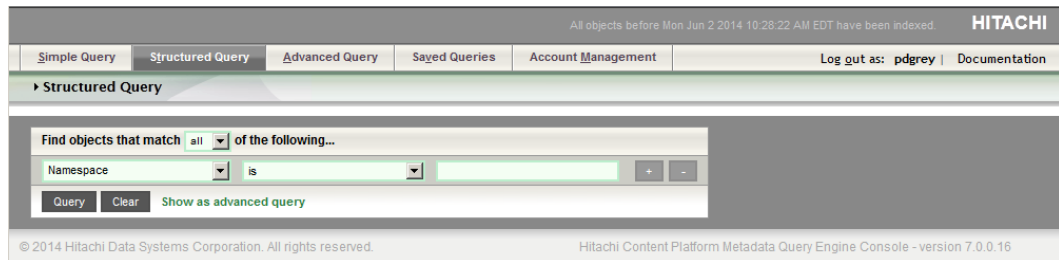 All objects before Mon Jun 2 2014 10:28:22 AM EDT have been indexed. HITACHI
Simple Query Structured Query Advanced Query Saved Queries Account Management Log out as: pdgrey | Documentation
Structured Query
Find objects that match all of the following...
Namespace is + -
Query Clear Show as advanced query
© 2014 Hitachi Data Systems Corporation. All rights reserved. Hitachi Content Platform Metadata Query Engine Console - version 7.0.0.16